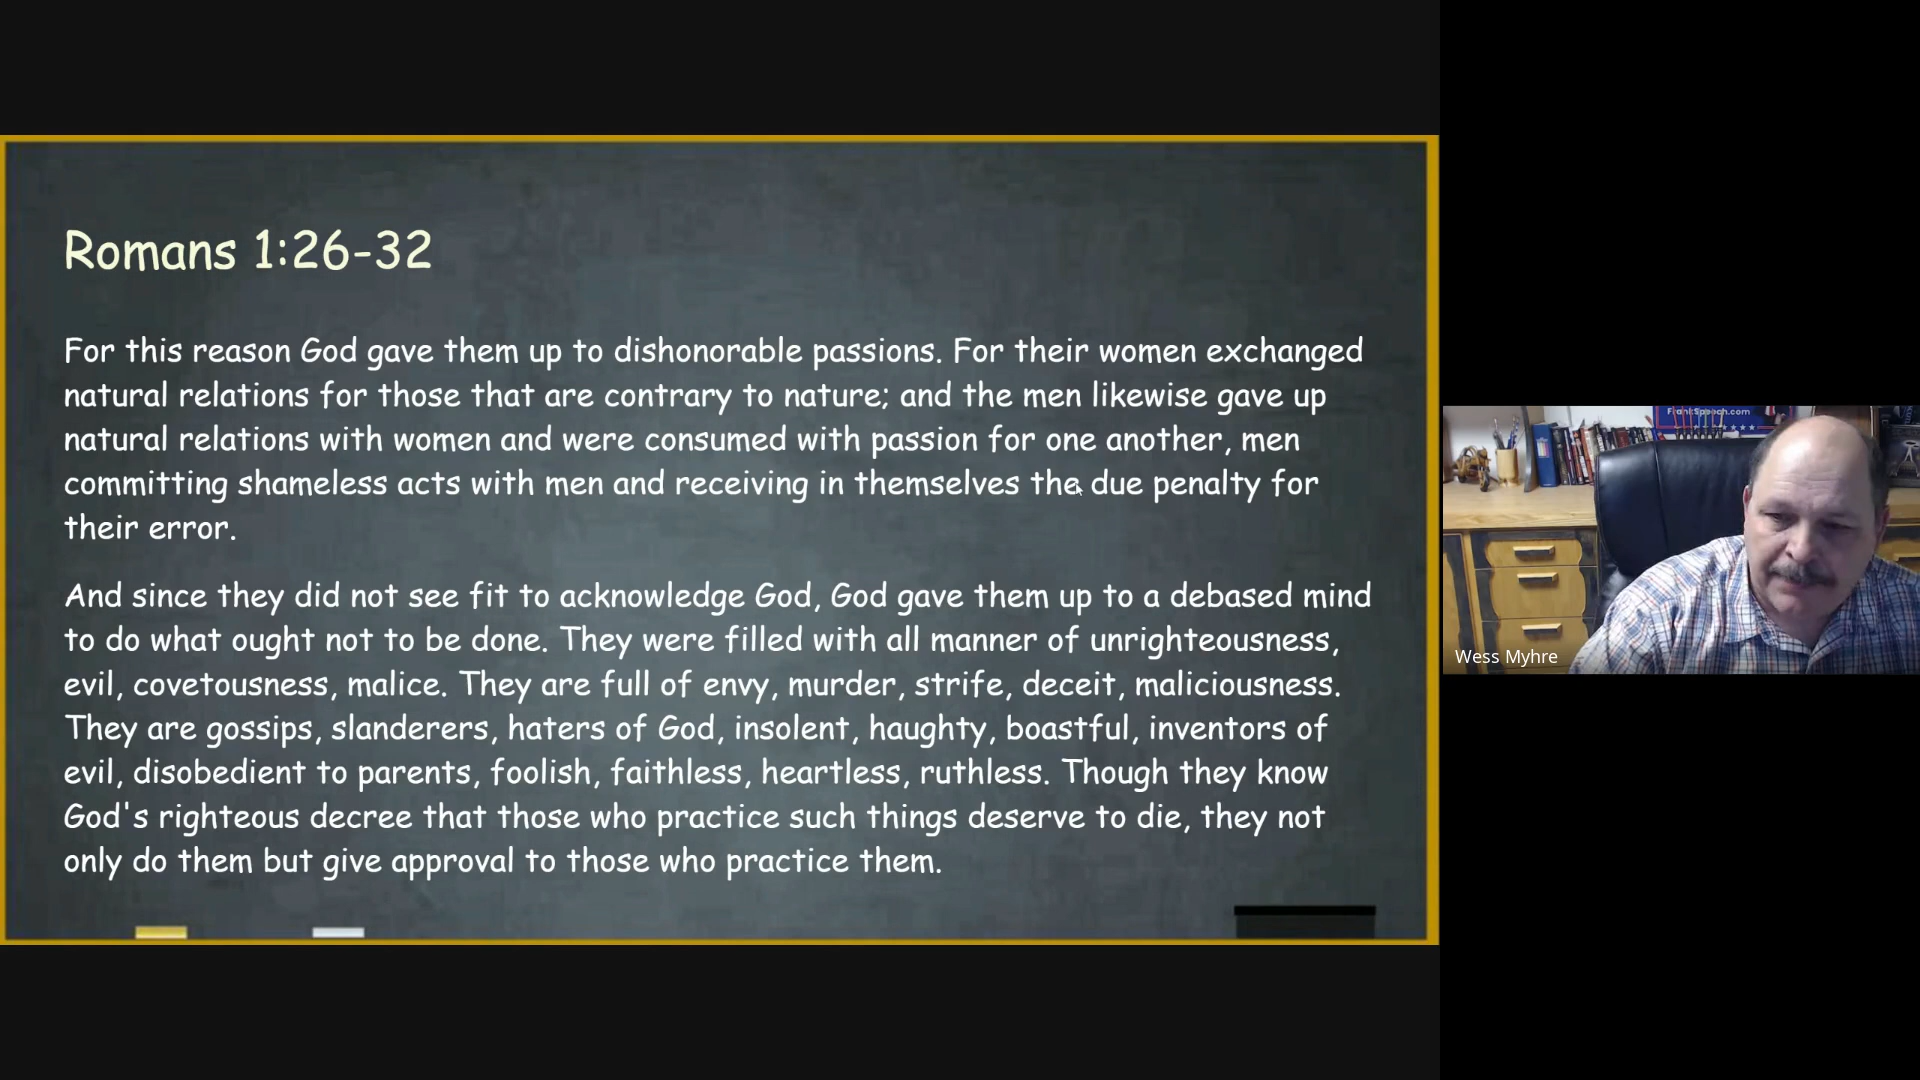 Romans 1:26-32
For this reason God gave them up to dishonorable passions. For their women exchanged
natural relations for those that are contrary to nature; and the men likewise gave up
natural relations with women and were consumed with passion for one another, men
committing shameless acts with men and receiving in themselves the due penalty for
their error.
And since they did not see fit to acknowledge God, God gave them up to a debased mind
to do what ought not to be done. They were filled with all manner of unrighteousness,
evil, covetousness, malice. They are full of envy, murder, strife, deceit, maliciousness.
They are gossips, slanderers, haters of God, insolent, haughty, boastful, inventors of
evil, disobedient to parents, foolish, faithless, heartless, ruthless. Though they know
God's righteous decree that those who practice such things deserve to die, they not
only do them but give approval to those who practice them.
FrankSpeech.com
Wess Myhre